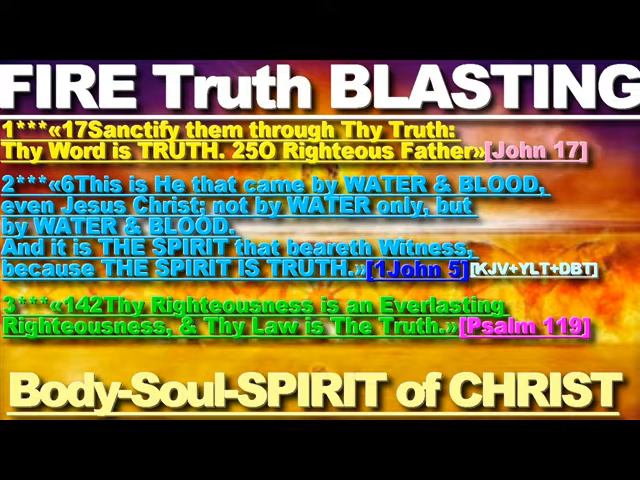 FIRE Truth BLASTING
1***«17Sanctify them through Thy Truth:
Thy Word is TRUTH. 25O Righteous Father»[John 17]
2***«6This is He that came by WATER & BLOOD,
even Jesus Christ; not by WATER only, but
by WATER & BLOOD.
And it is THE SPIRIT that beareth Witness,
because THE SPIRIT IS TRUTH.»[1John 5][KJV+YLT+DBT]
3***«142Thy Righteousness is an Everlasting
Righteousness, & Thy Law is The Truth.»[Psalm 119]
Body-Soul-SPIRIT of CHRIST